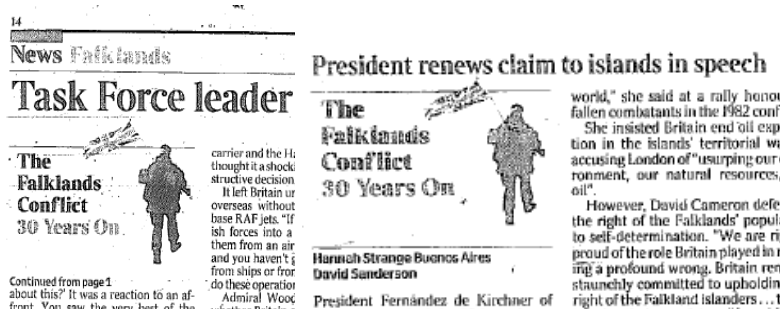 14
News Falklands
Task Force leader
The
Falklands
Conflict
30 Years On
Continued from page 1
about this?' It was a reaction to an af-
front. You saw the very best of the
carrier and the
thought it a shock
structive decision
It left Britain
overseas without
base RAF jets. "If
ish forces into a
them from an air
and you haven't
from ships or
do these operation
Admiral
President renews claim to islands in speech
The
Falklands
Conflict
30 Years On
Hannah Strange Buenos Aires
David Sanderson
President Fernández de Kirchner of
world," she said at a rally honou
fallen combatants in the 1982 conf
She insisted Britain end oil exp
tion in the islands' territorial wa
accusing London of "usurping our
ronment, our natural resources,
oil".
However, David Cameron defe
the right of the Falklands' popul
to self-determination. "We are ri
proud of the role Britain played in
ing a profound wrong. Britain
staunchly committed to upholdin
right of the Falkland islanders...